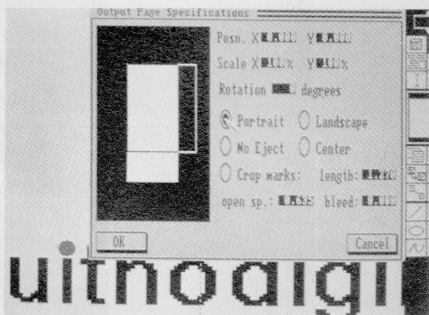 Output Page Specifications
Posn. X Y
Scale X % Y %
Rotation degrees
Portrait Landscape
No Eject Center
Crop marks: length:
open sp.: bleed:
OK Cancel
uitnodigi